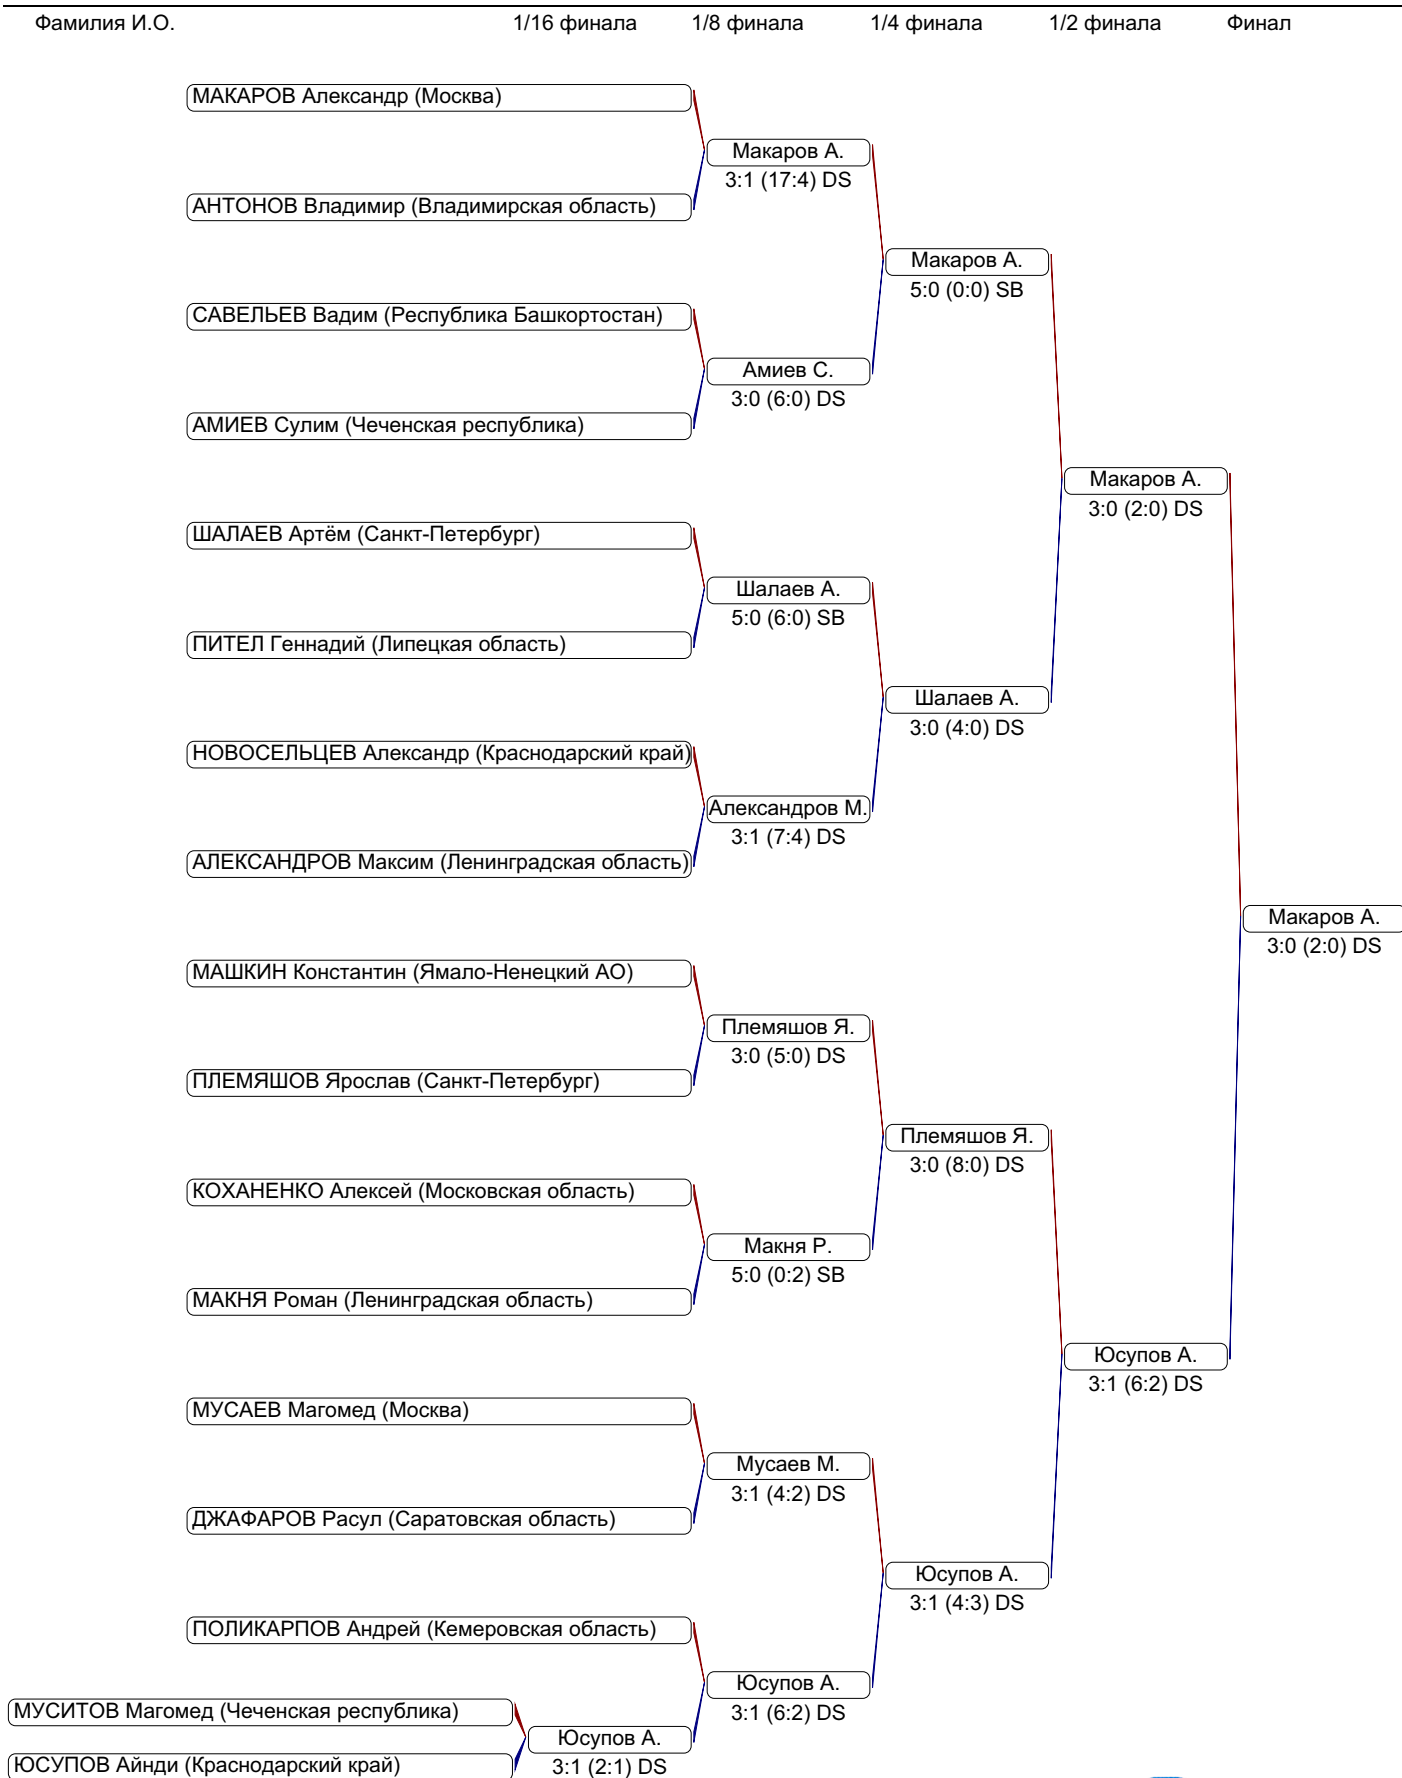 Фамилия И.О. 1/16 финала 1/8 финала 1/4 финала 1/2 финала Финал
МАКАРОВ Александр (Москва)
Макаров А.
3:1 (17:4) DS
АНТОНОВ Владимир (Владимирская область)
Макаров А.
5:0 (0:0) SB
САВЕЛЬЕВ Вадим (Республика Башкортостан)
Амиев С.
3:0 (6:0) DS
АМИЕВ Сулим (Чеченская республика)
Макаров А.
3:0 (2:0) DS
ШАЛАЕВ Артём (Санкт-Петербург)
Шалаев А.
5:0 (6:0) SB
ПИТЕЛ Геннадий (Липецкая область)
Шалаев А.
3:0 (4:0) DS
НОВОСЕЛЬЦЕВ Александр (Краснодарский край)
Александров М.
3:1 (7:4) DS
АЛЕКСАНДРОВ Максим (Ленинградская область)
Макаров А.
3:0 (2:0) DS
МАШКИН Константин (Ямало-Ненецкий АО)
Племяшов Я.
3:0 (5:0) DS
ПЛЕМЯШОВ Ярослав (Санкт-Петербург)
Племяшов Я.
3:0 (8:0) DS
КОХАНЕНКО Алексей (Московская область)
Макня Р.
5:0 (0:2) SB
МАКНЯ Роман (Ленинградская область)
Юсупов А.
3:1 (6:2) DS
МУСАЕВ Магомед (Москва)
Мусаев М.
3:1 (4:2) DS
ДЖАФАРОВ Расул (Саратовская область)
Юсупов А.
3:1 (4:3) DS
ПОЛИКАРПОВ Андрей (Кемеровская область)
Юсупов А.
3:1 (6:2) DS
МУСИТОВ Магомед (Чеченская республика)
Юсупов А.
ЮСУПОВ Айнди (Краснодарский край)
3:1 (2:1) DS